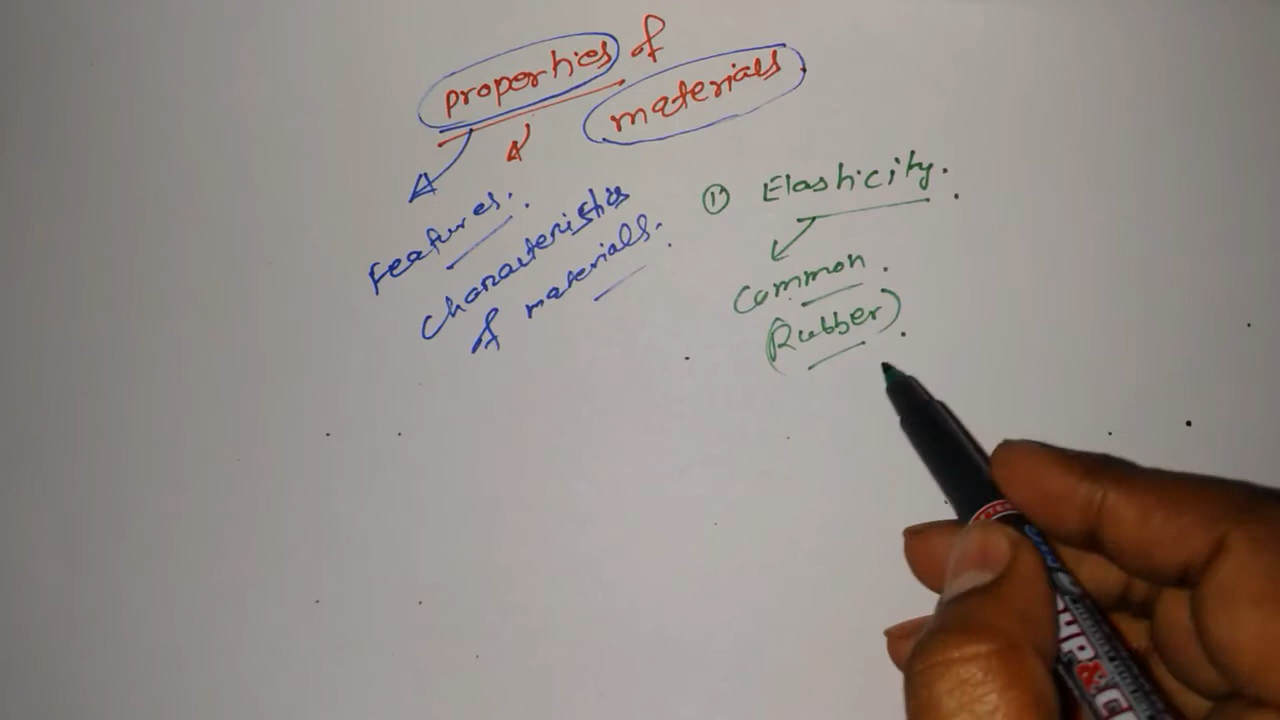 properties of
materials.
Features.
characteristics
of materials.
① Elasticity.
Common.
(Rubber).